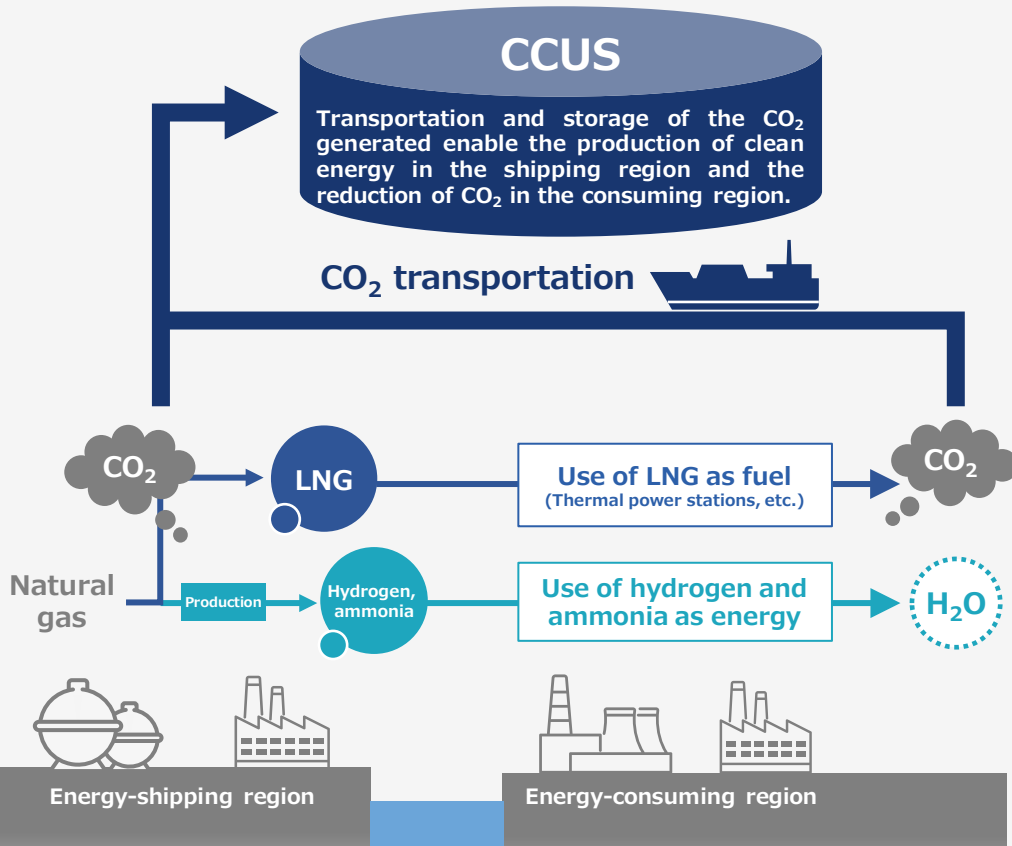 CCUS
Transportation and storage of the CO₂
generated enable the production of clean
energy in the shipping region and the
reduction of CO₂ in the consuming region.
CO₂ transportation
CO₂
LNG
Use of LNG as fuel
(Thermal power stations, etc.)
CO₂
Natural
gas
Production
Hydrogen,
ammonia
Use of hydrogen and
ammonia as energy
H₂O
Energy-shipping region
Energy-consuming region